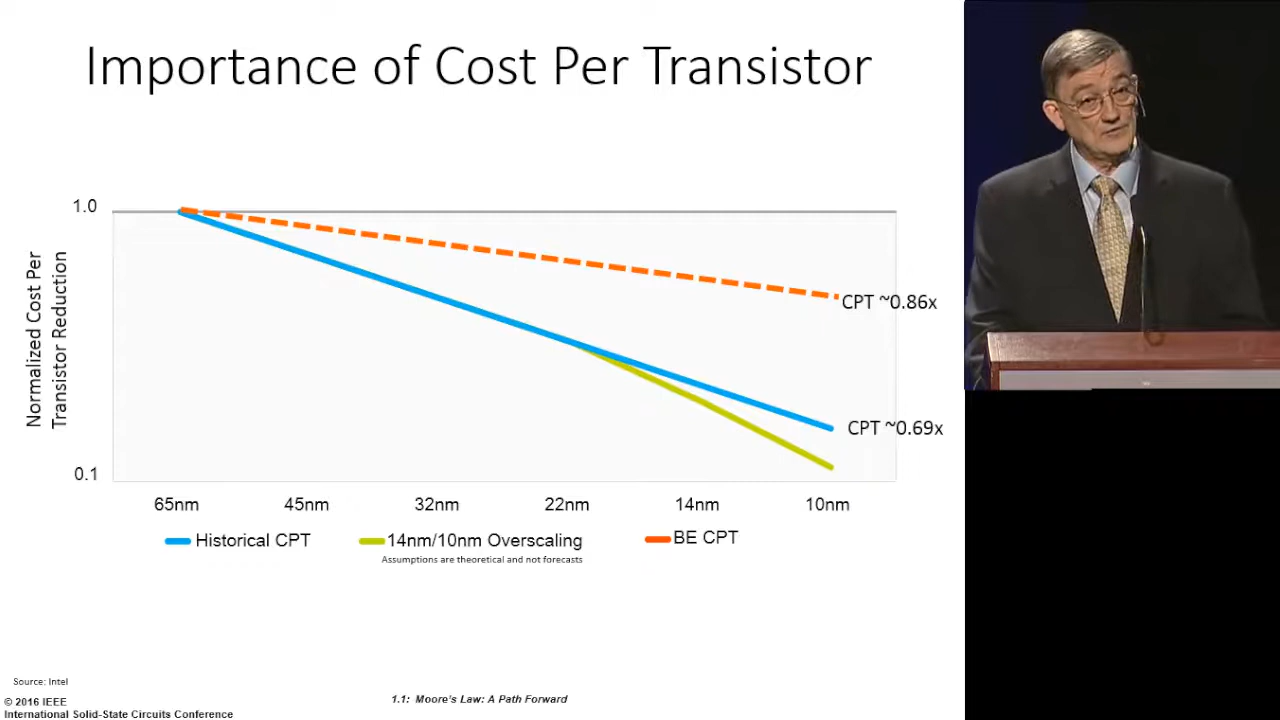 Importance of Cost Per Transistor
1.0
Normalized Cost Per
Transistor Reduction
CPT ~0.86x
CPT ~0.69x
0.1
65nm 45nm 32nm 22nm 14nm 10nm
Historical CPT 14nm/10nm Overscaling BE CPT
Assumptions are theoretical and not forecasts
Source: Intel
© 2016 IEEE
International Solid-State Circuits Conference
1.1: Moore's Law: A Path Forward